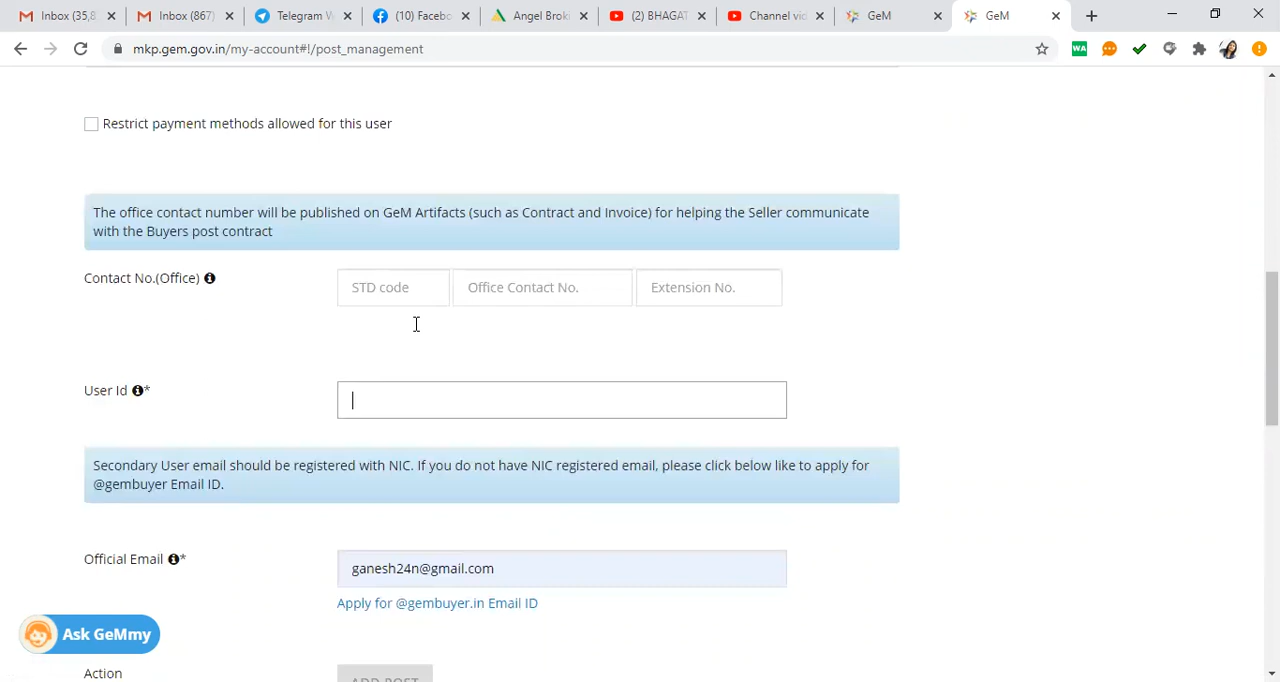 Inbox (35,8
Inbox (867)
Telegram W
(10) Facebo
Angel Broki
(2) BHAGAT
Channel vid
GeM
GeM
mkp.gem.gov.in/my-account#!/post_management
WA
Restrict payment methods allowed for this user
The office contact number will be published on GeM Artifacts (such as Contract and Invoice) for helping the Seller communicate
with the Buyers post contract
Contact No.(Office)
STD code
Office Contact No.
Extension No.
User Id *
Secondary User email should be registered with NIC. If you do not have NIC registered email, please click below like to apply for
@gembuyer Email ID.
Official Email *
ganesh24n@gmail.com
Apply for @gembuyer.in Email ID
Ask GeMmy
Action
ADD POST